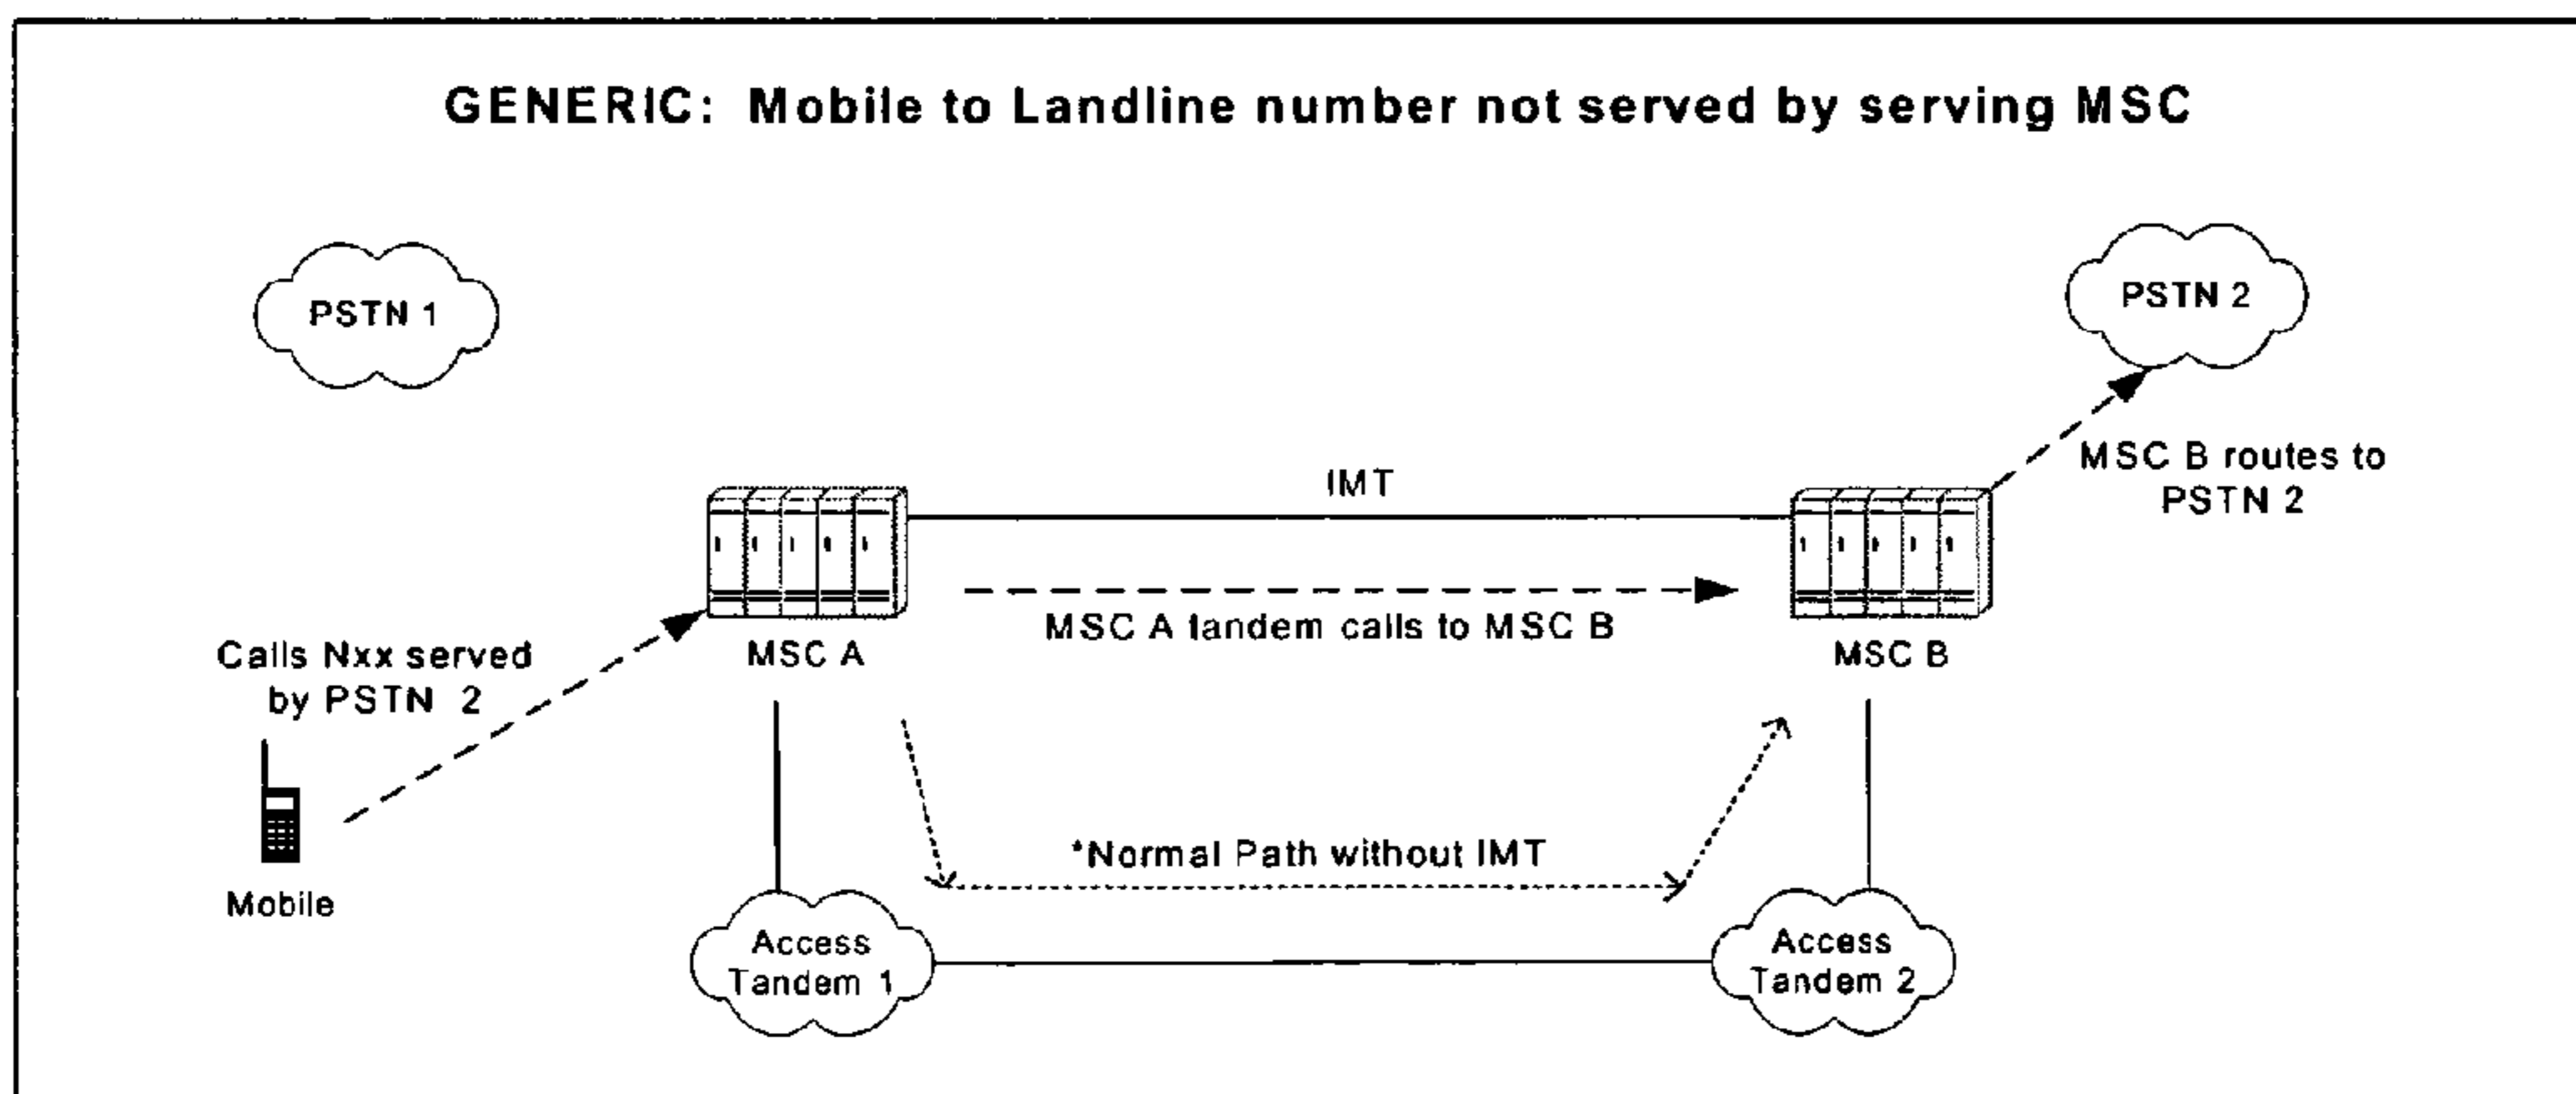 GENERIC: Mobile to Landline number not served by serving MSC
PSTN 1
PSTN 2
IMT
MSC B routes to
PSTN 2
MSC A tandem calls to MSC B
MSC A
MSC B
Calls Nxx served
by PSTN 2
*Normal Path without IMT
Mobile
Access
Tandem 1
Access
Tandem 2